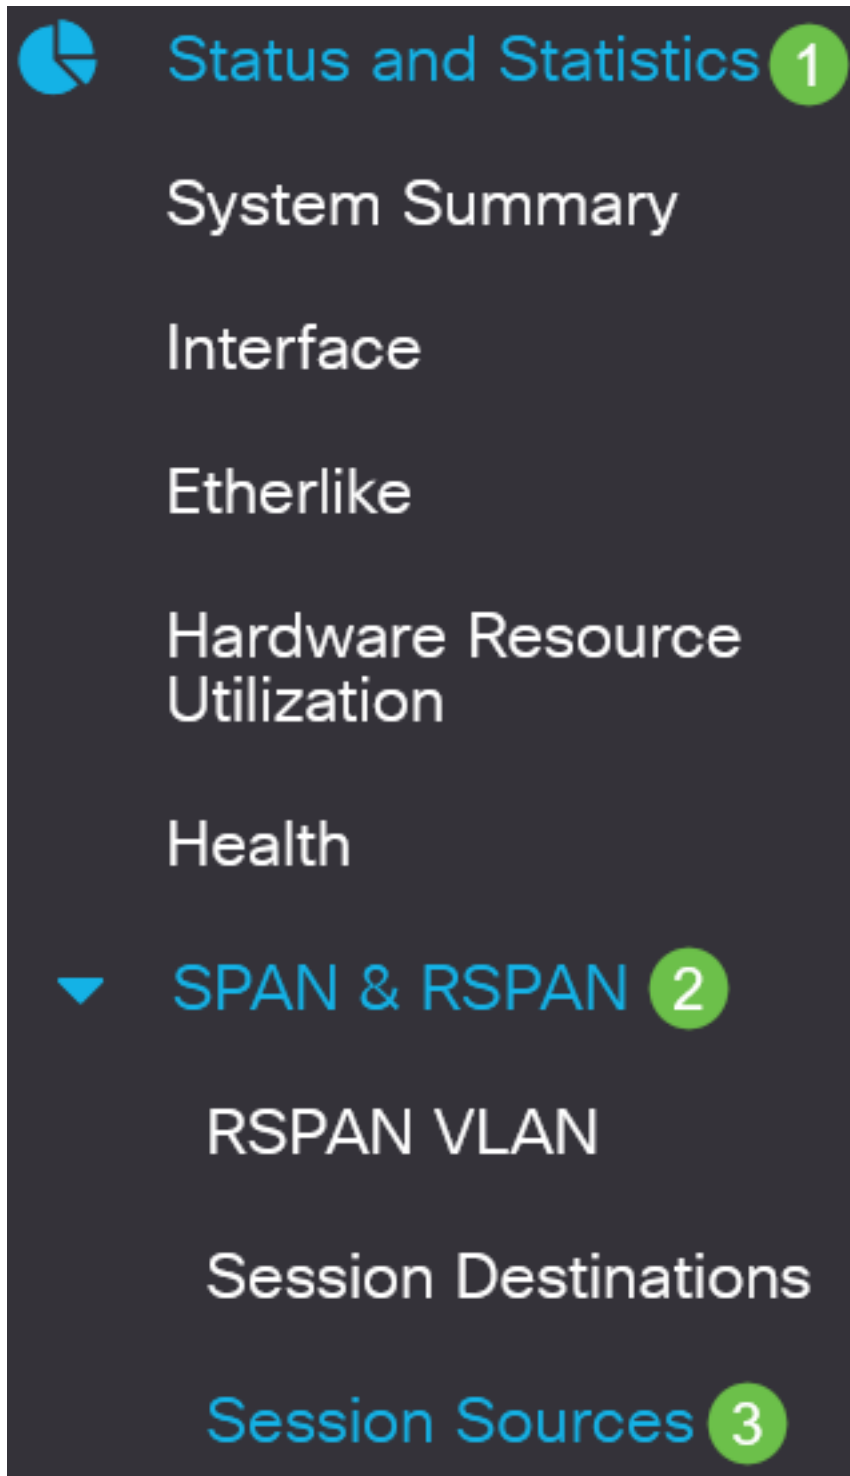 Status and Statistics 1
System Summary
Interface
Etherlike
Hardware Resource
Utilization
Health
SPAN & RSPAN 2
RSPAN VLAN
Session Destinations
Session Sources 3